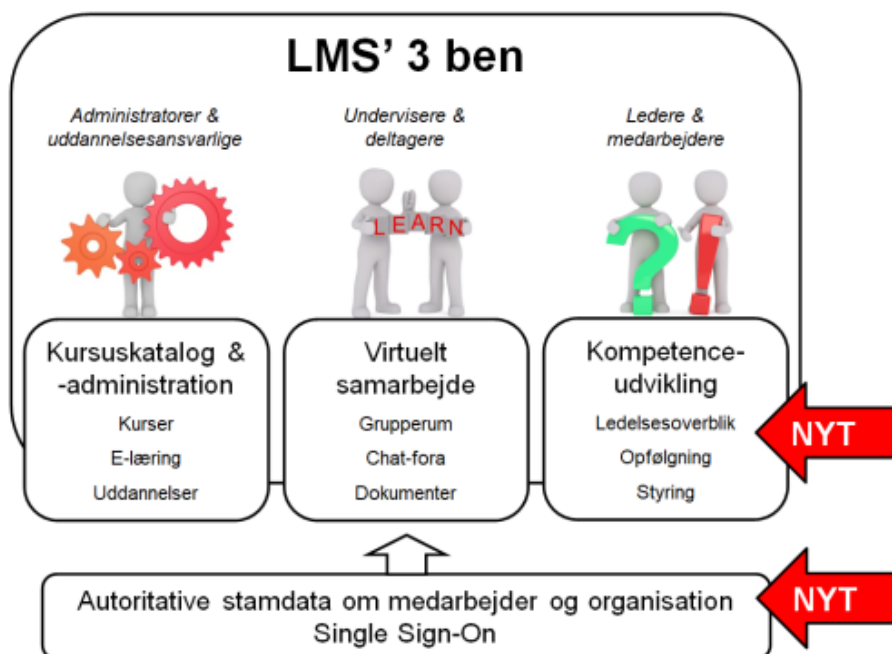 LMS' 3 ben
Administratorer &
uddannelsesansvarlige
Undervisere &
deltagere
Ledere &
medarbejdere
LEARN
Kursuskatalog &
-administration
Kurser
E-læring
Uddannelser
Virtuelt
samarbejde
Grupperum
Chat-fora
Dokumenter
Kompetence-
udvikling
Ledelsesoverblik
Opfølgning
Styring
NYT
Autoritative stamdata om medarbejder og organisation
Single Sign-On
NYT